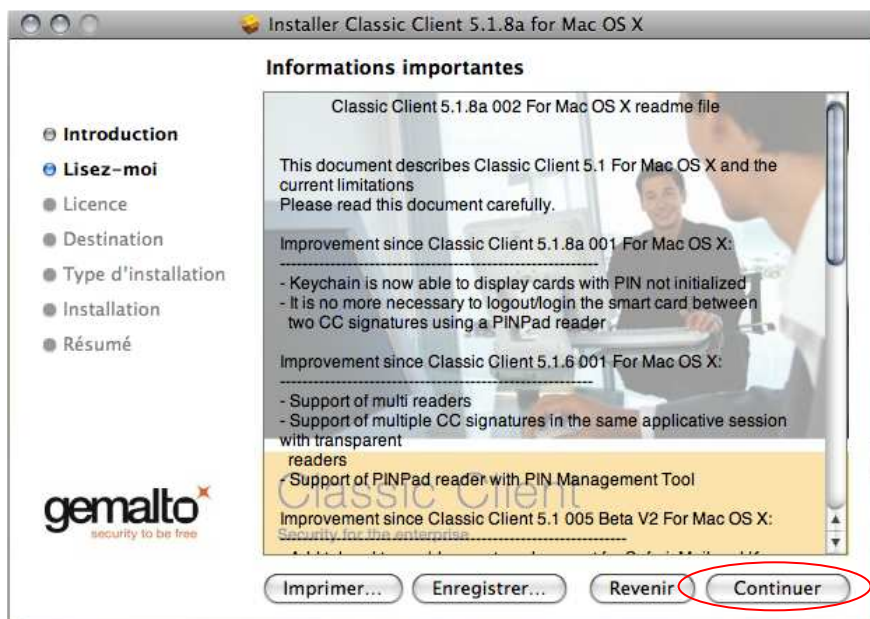 Installer Classic Client 5.1.8a for Mac OS X
Informations importantes
Introduction
Lisez-moi
Licence
Destination
Type d'installation
Installation
Résumé
gemalto
security to be free
Classic Client 5.1.8a 002 For Mac OS X readme file
This document describes Classic Client 5.1 For Mac OS X and the
current limitations
Please read this document carefully.
Improvement since Classic Client 5.1.8a 001 For Mac OS X:
- Keychain is now able to display cards with PIN not initialized
- It is no more necessary to logout/login the smart card between
two CC signatures using a PINPad reader
Improvement since Classic Client 5.1.6 001 For Mac OS X:
- Support of multi readers
- Support of multiple CC signatures in the same applicative session
with transparent
readers
- Support of PINPad reader with PIN Management Tool
Classic Client
Improvement since Classic Client 5.1 005 Beta V2 For Mac OS X:
Security for the enterprise
Imprimer...
Enregistrer...
Revenir
Continuer